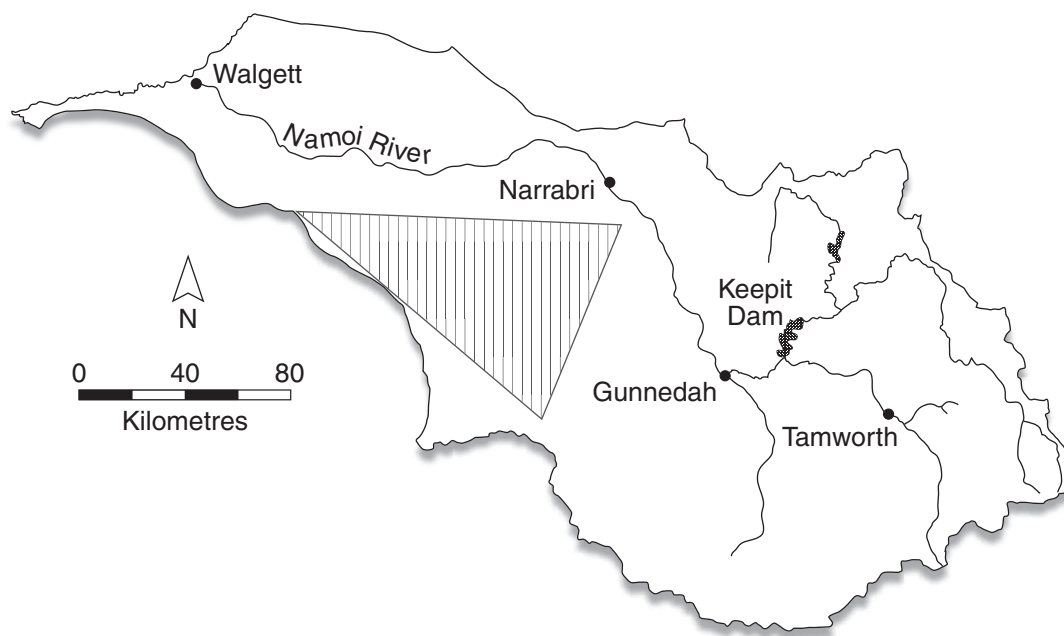 Walgett
Namoi River
Narrabri
Keepit
Dam
N
0 40 80
Kilometres
Gunnedah
Tamworth